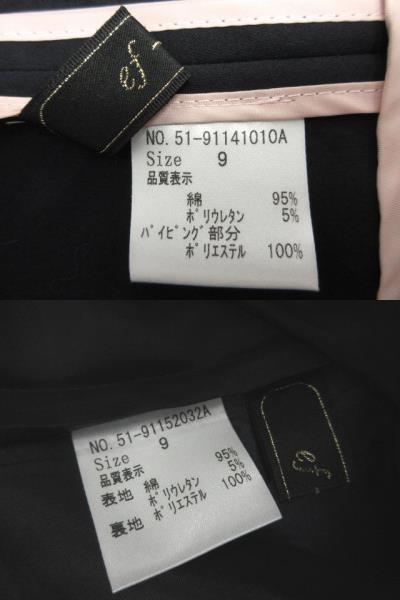 ef
NO. 51-91141010A
Size 9
品質表示
綿 95%
ポリウレタン 5%
パイピング部分
ポリエステル 100%
NO. 51-91152032A
Size 9
品質表示
表地 綿 95%
ポリウレタン 5%
裏地 ポリエステル 100%